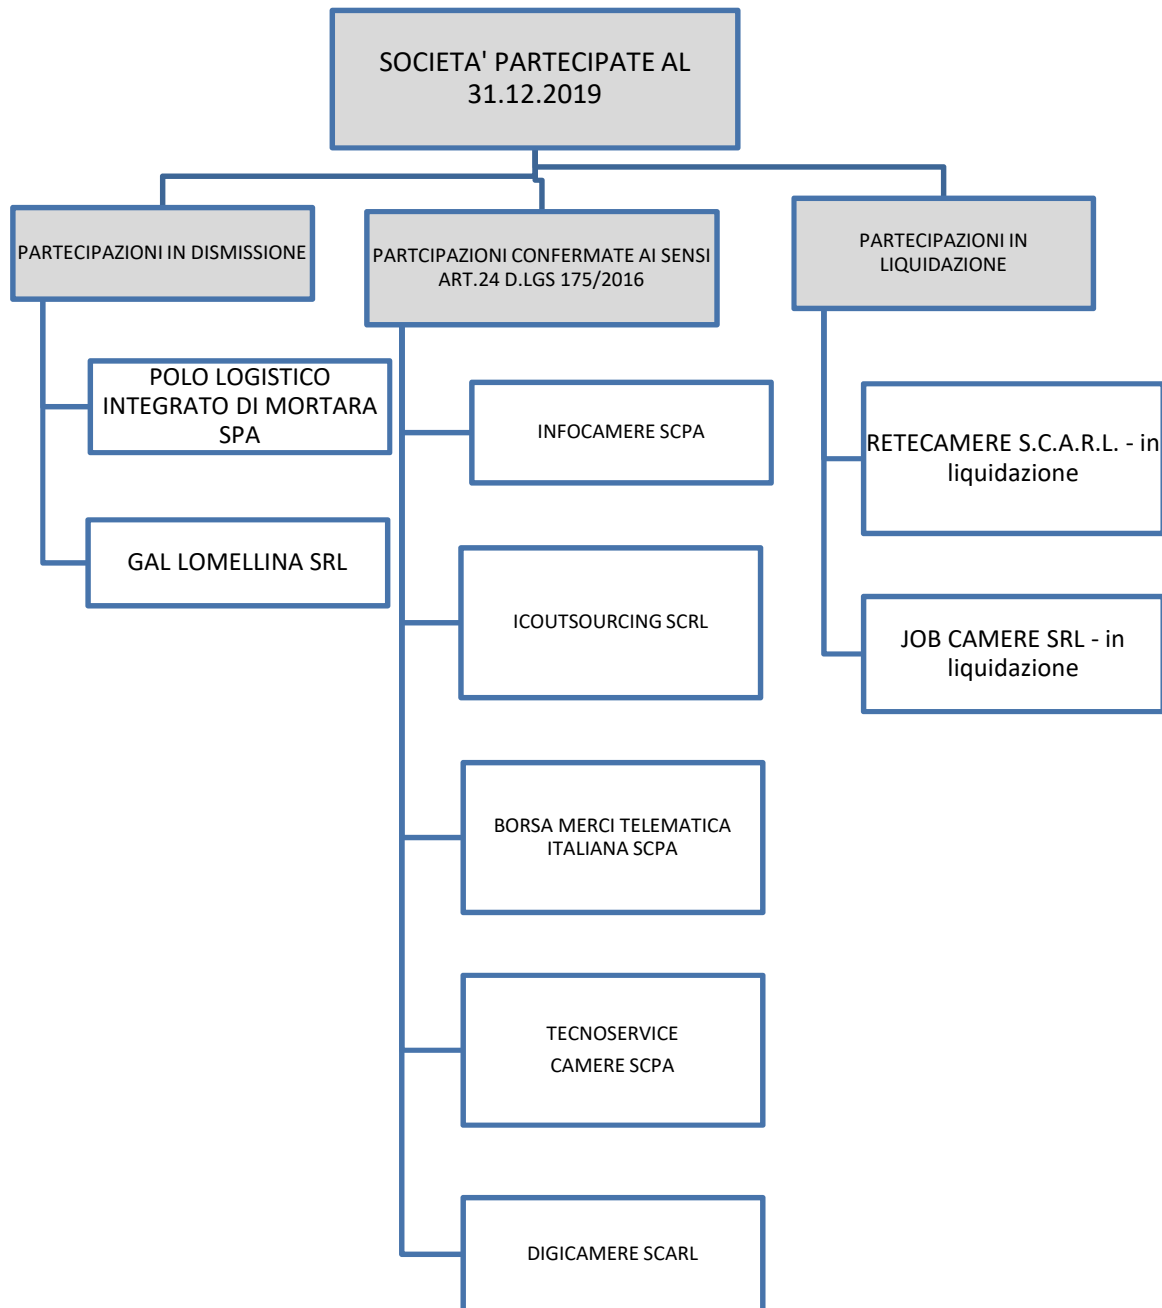 SOCIETA' PARTECIPATE AL
31.12.2019
PARTECIPAZIONI IN DISMISSIONE
POLO LOGISTICO
INTEGRATO DI MORTARA
SPA
GAL LOMELLINA SRL
PARTCIPAZIONI CONFERMATE AI SENSI
ART.24 D.LGS 175/2016
INFOCAMERE SCPA
ICOUTSOURCING SCRL
BORSA MERCI TELEMATICA
ITALIANA SCPA
TECNOSERVICE
CAMERE SCPA
DIGICAMERE SCARL
PARTECIPAZIONI IN
LIQUIDAZIONE
RETECAMERE S.C.A.R.L. - in
liquidazione
JOB CAMERE SRL - in
liquidazione